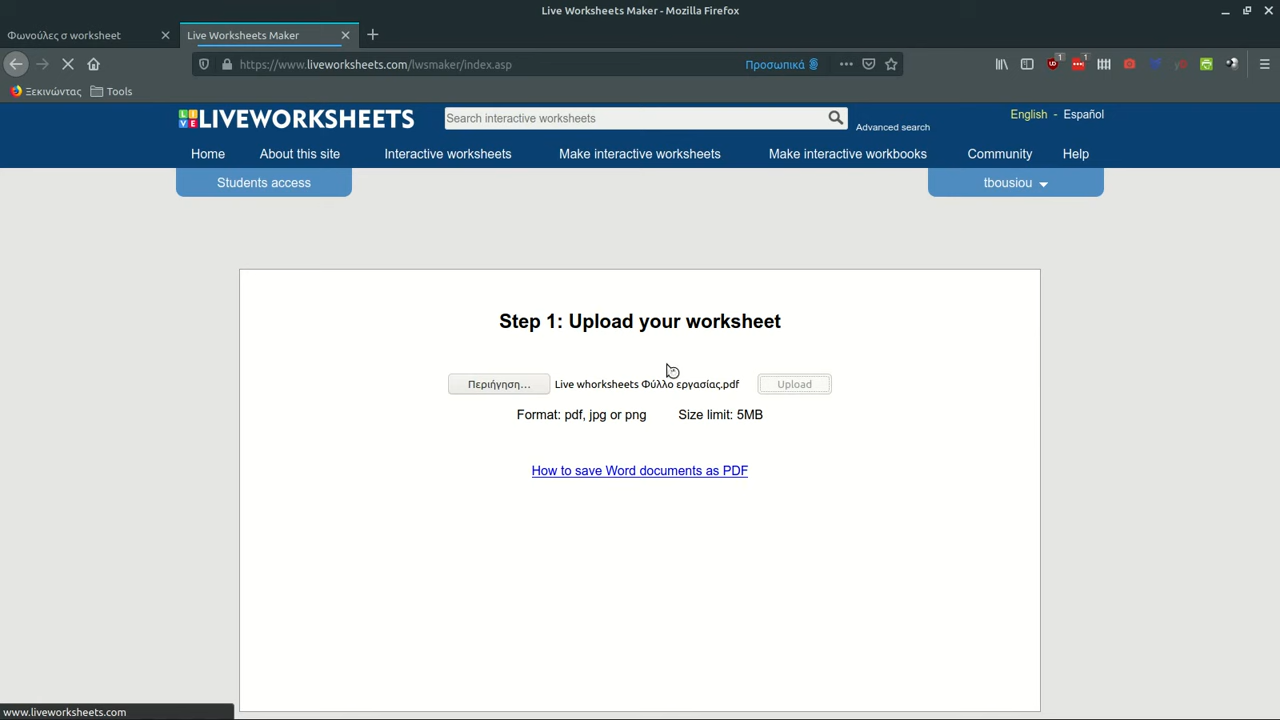 Live Worksheets Maker - Mozilla Firefox
Φωνούλες σ worksheet
Live Worksheets Maker
https://www.liveworksheets.com/lwsmaker/index.asp
Προσωπικά
Ξεκινώντας
Tools
LIVEWORKSHEETS
Search interactive worksheets
Advanced search
English - Español
Home
About this site
Interactive worksheets
Make interactive worksheets
Make interactive workbooks
Community
Help
Students access
tbousiou
Step 1: Upload your worksheet
Περιήγηση...
Live whorksheets Φύλλο εργασίας.pdf
Upload
Format: pdf, jpg or png
Size limit: 5MB
How to save Word documents as PDF
www.liveworksheets.com